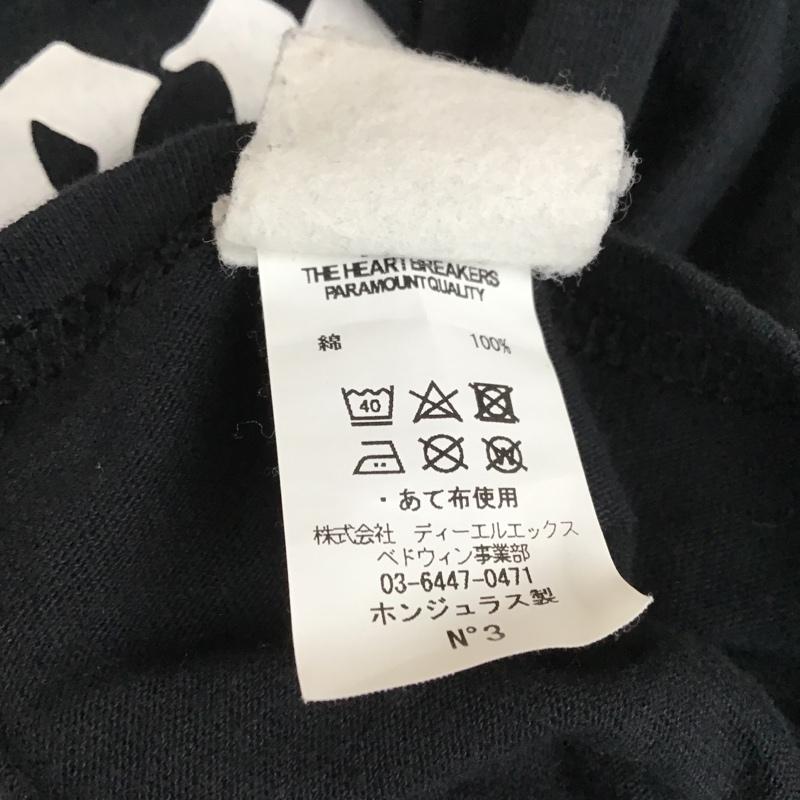 THE HEARTBREAKERS
PARAMOUNT QUALITY
綿 100%
40
W
・あて布使用
株式会社 ディーエルエックス
ベドウィン事業部
03-6447-0471
ホンジュラス製
N°3